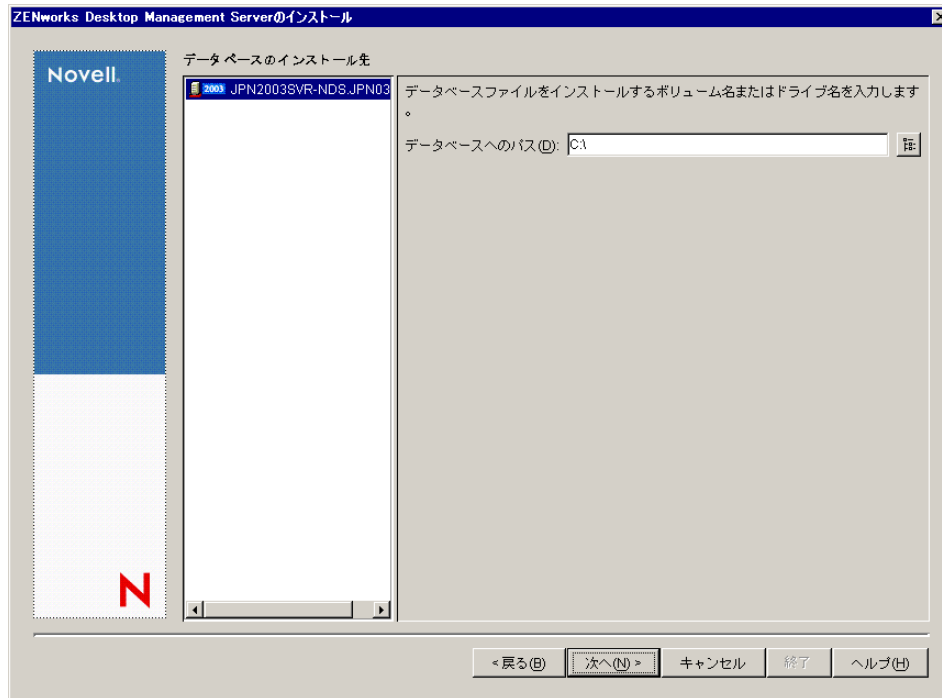 ZENworks Desktop Management Serverのインストール
Novell.
データベースのインストール先
2003 JPN2003SVR-NDS.JPN03
データベースファイルをインストールするボリューム名またはドライブ名を入力します
。
データベースへのパス(D): C:\
N
<戻る(B) 次へ(N)> キャンセル 終了 ヘルプ(H)